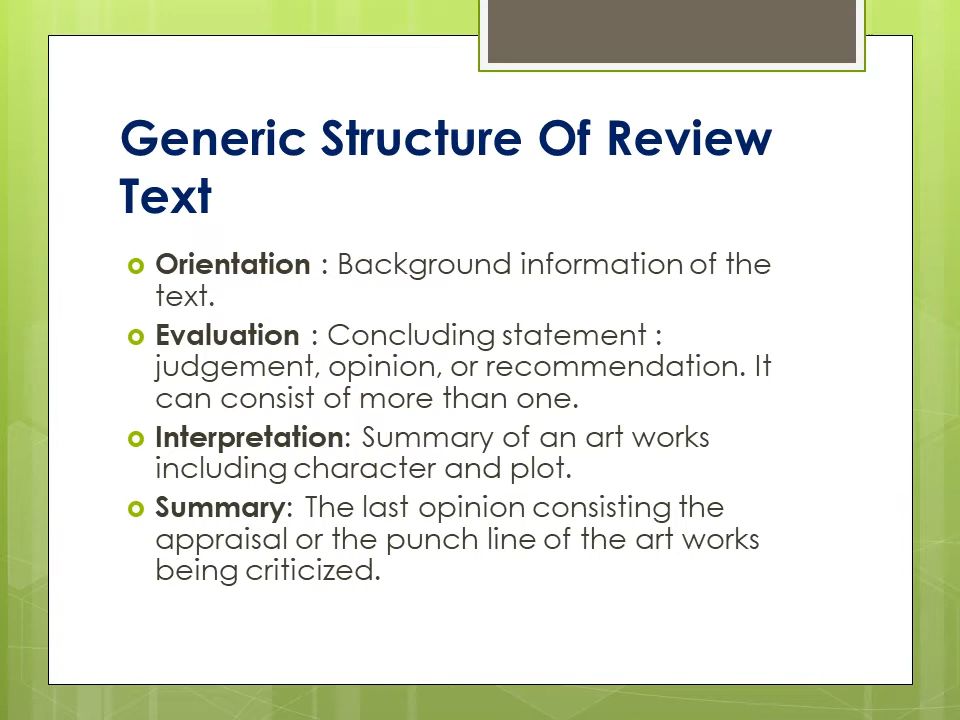 Generic Structure Of Review
Text
Orientation : Background information of the
text.
Evaluation : Concluding statement :
judgement, opinion, or recommendation. It
can consist of more than one.
Interpretation: Summary of an art works
including character and plot.
Summary: The last opinion consisting the
appraisal or the punch line of the art works
being criticized.